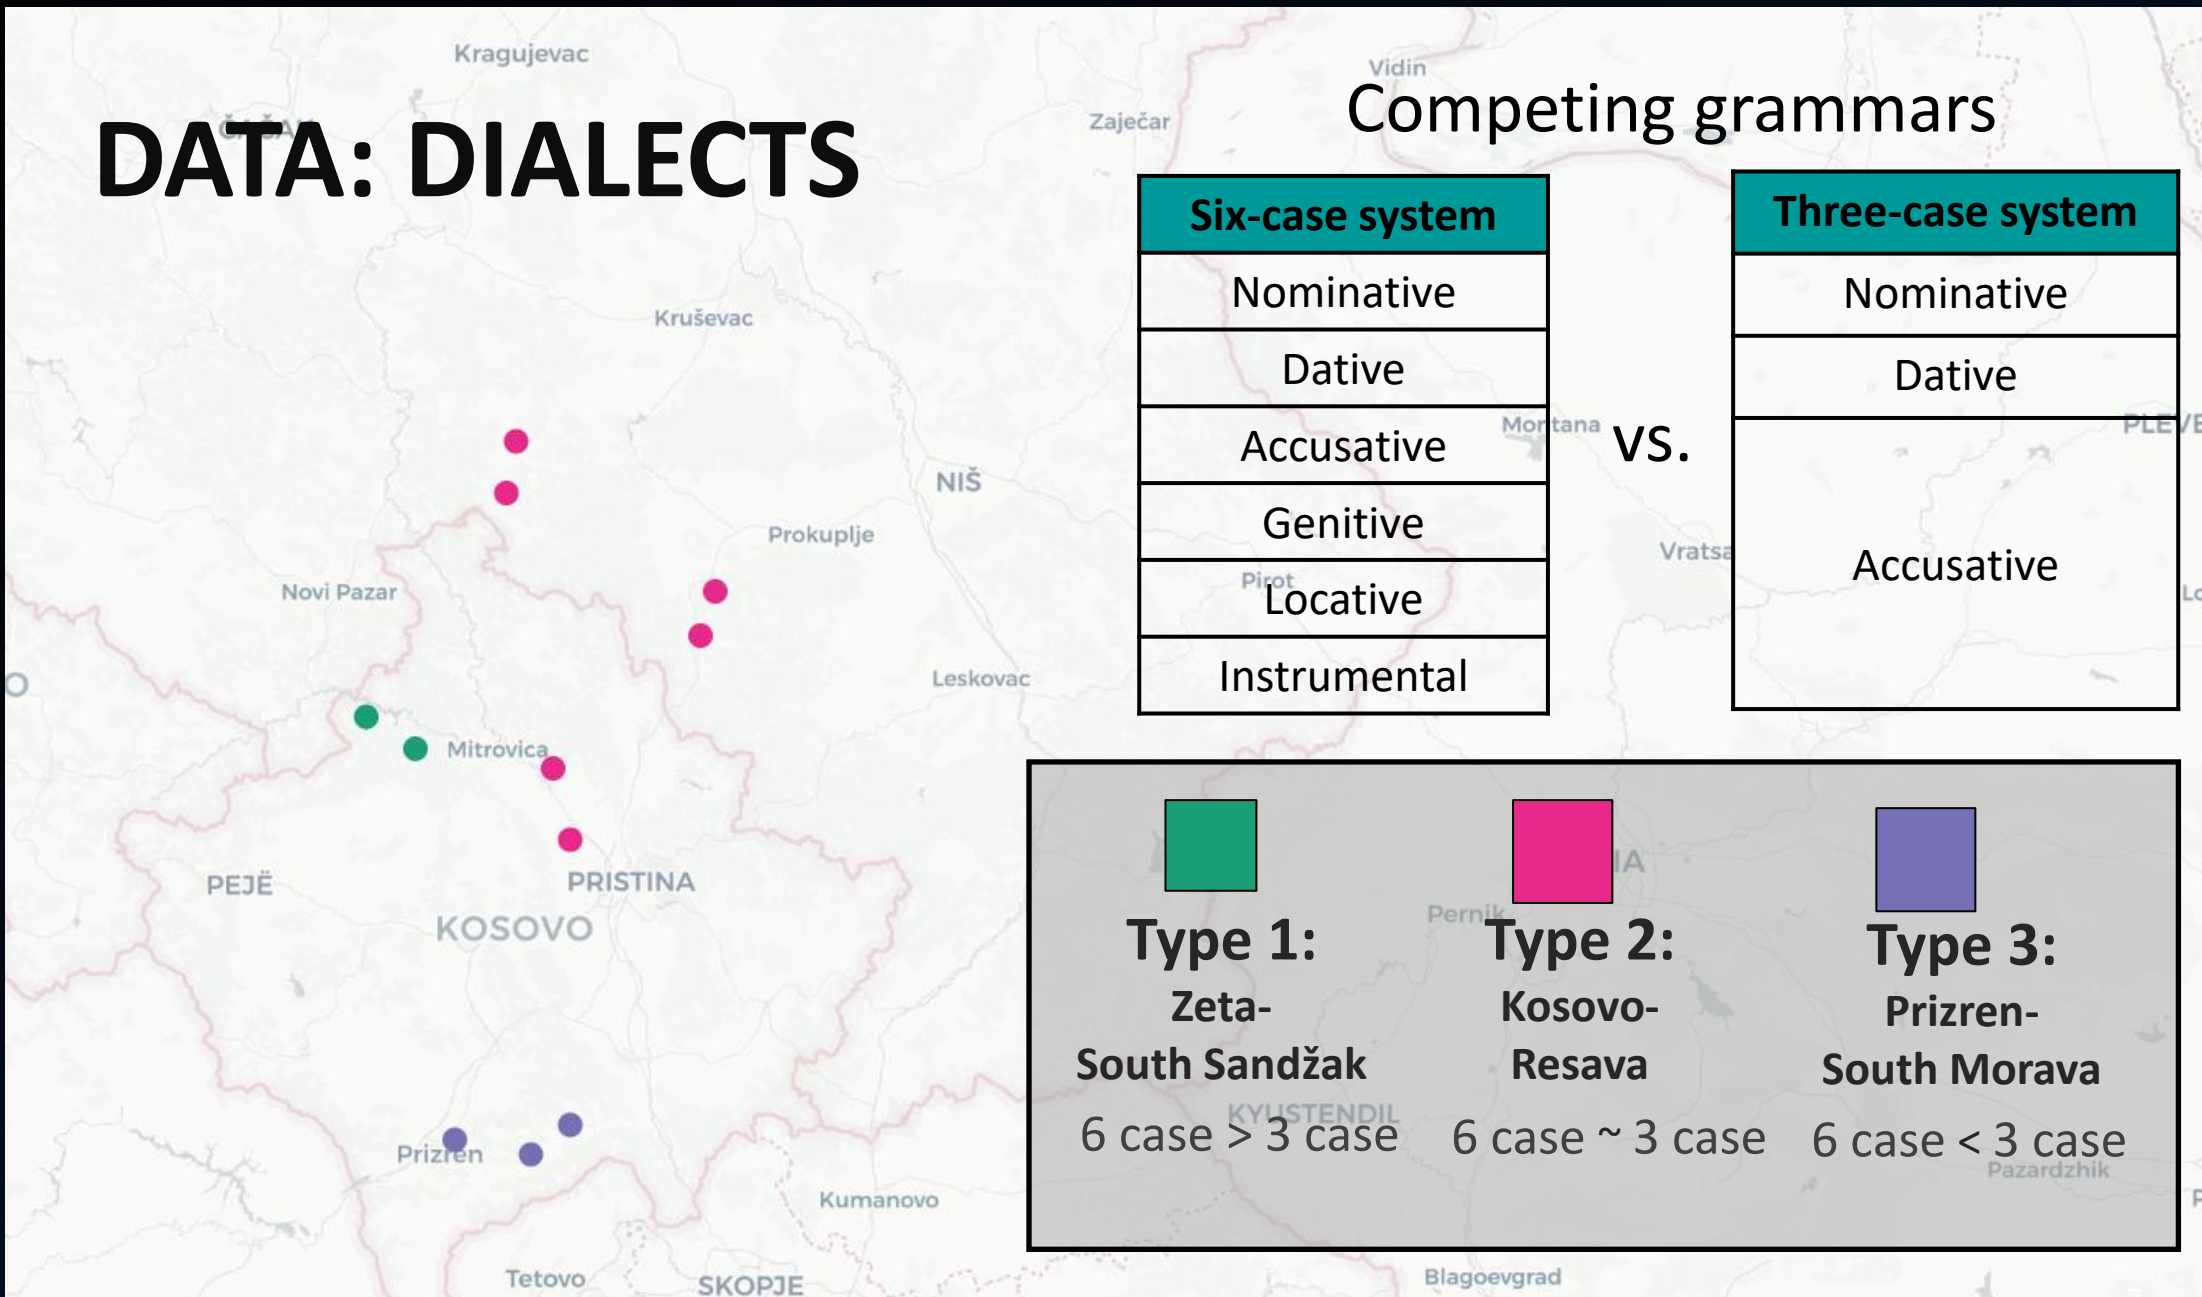 DATA: DIALECTS
Competing grammars
Six-case system
Nominative
Dative
Accusative
Genitive
Locative
Instrumental
vs.
Three-case system
Nominative
Dative
Accusative
Type 1:
Zeta-
South Sandžak
6 case > 3 case
Type 2:
Kosovo-
Resava
6 case ~ 3 case
Type 3:
Prizren-
South Morava
6 case < 3 case
Kragujevac
Vidin
Zaječar
Kruševac
Montana
NIŠ
Prokuplje
Vratsa
Pirot
Novi Pazar
Leskovac
Mitrovica
PEJË
PRISTINA
KOSOVO
Pernik
KYUSTENDIL
Prizren
Pazardzhik
Kumanovo
Tetovo
SKOPJE
Blagoevgrad